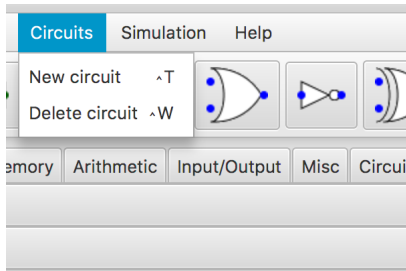 Circuits Simulation Help
New circuit ^T
Delete circuit ^W
emory Arithmetic Input/Output Misc Circui